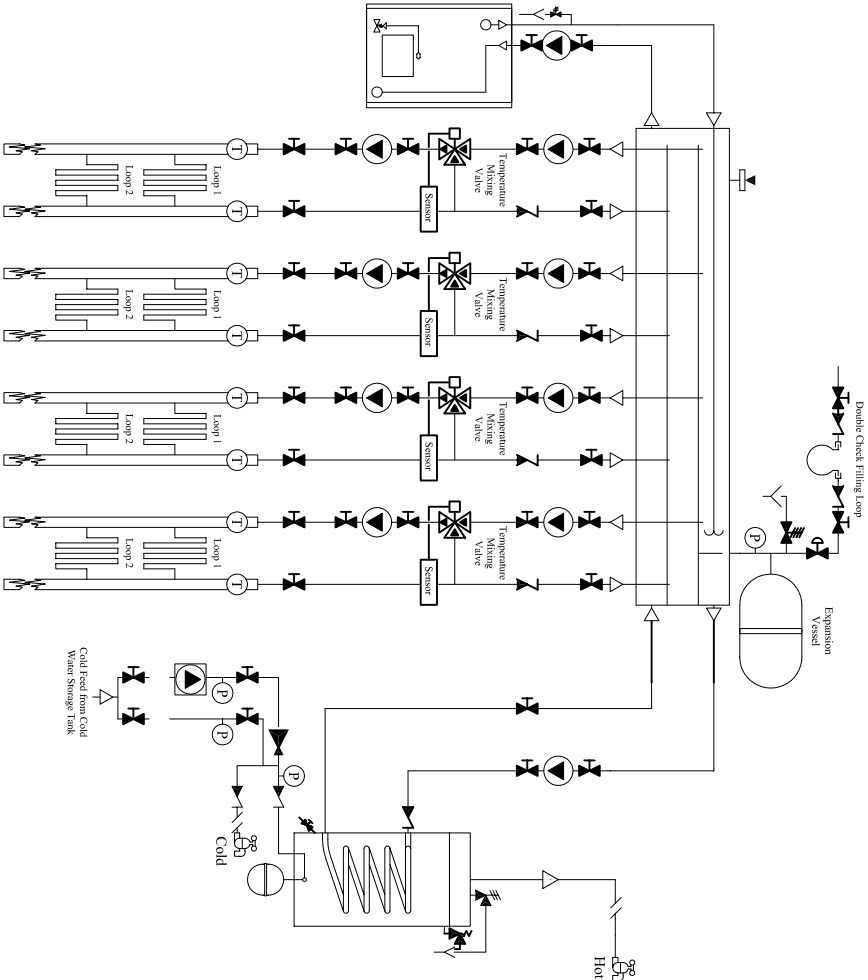 Double Check Filling Loop
Expansion
Vessel
P
Temperature
Mixing
Valve
Sensor
T
T
Loop 1
Loop 2
Temperature
Mixing
Valve
Sensor
T
T
Loop 1
Loop 2
Temperature
Mixing
Valve
Sensor
T
T
Loop 1
Loop 2
Temperature
Mixing
Valve
Sensor
T
T
Loop 1
Loop 2
Cold Feed from Cold
Water Storage Tank
P
P
P
Cold
Hot